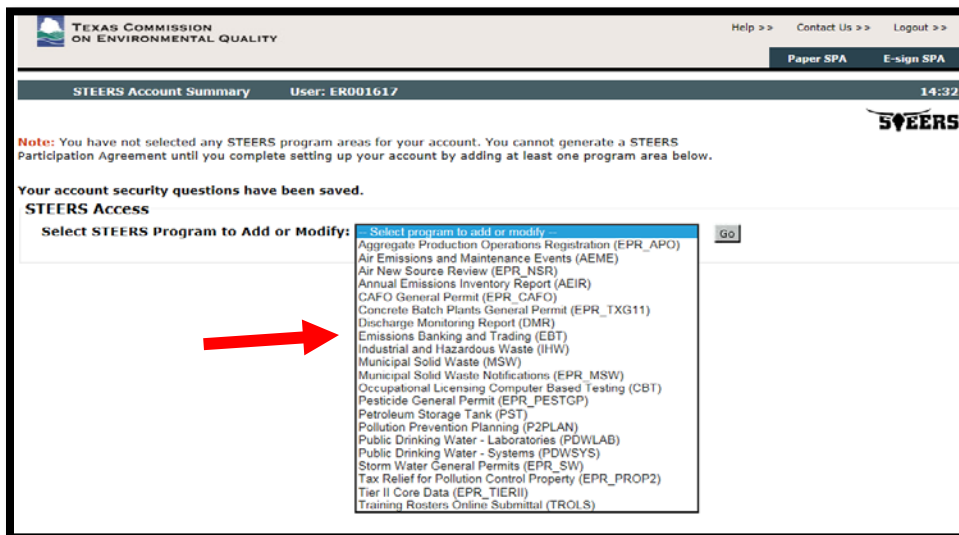 TEXAS COMMISSION
ON ENVIRONMENTAL QUALITY
Help >> Contact Us >> Logout >>
Paper SPA E-sign SPA
STEERS Account Summary User: ER001617 14:32
STEERS
Note: You have not selected any STEERS program areas for your account. You cannot generate a STEERS
Participation Agreement until you complete setting up your account by adding at least one program area below.
Your account security questions have been saved.
STEERS Access
Select STEERS Program to Add or Modify: -- Select program to add or modify -- Go
Aggregate Production Operations Registration (EPR_APO)
Air Emissions and Maintenance Events (AEME)
Air New Source Review (EPR_NSR)
Annual Emissions Inventory Report (AEIR)
CAFO General Permit (EPR_CAFO)
Concrete Batch Plants General Permit (EPR_TXG11)
Discharge Monitoring Report (DMR)
Emissions Banking and Trading (EBT)
Industrial and Hazardous Waste (IHW)
Municipal Solid Waste (MSW)
Municipal Solid Waste Notifications (EPR_MSW)
Occupational Licensing Computer Based Testing (CBT)
Pesticide General Permit (EPR_PESTGP)
Petroleum Storage Tank (PST)
Pollution Prevention Planning (P2PLAN)
Public Drinking Water - Laboratories (PDWLAB)
Public Drinking Water - Systems (PDWSYS)
Storm Water General Permits (EPR_SW)
Tax Relief for Pollution Control Property (EPR_PROP2)
Tier II Core Data (EPR_TIERII)
Training Rosters Online Submittal (TROLS)